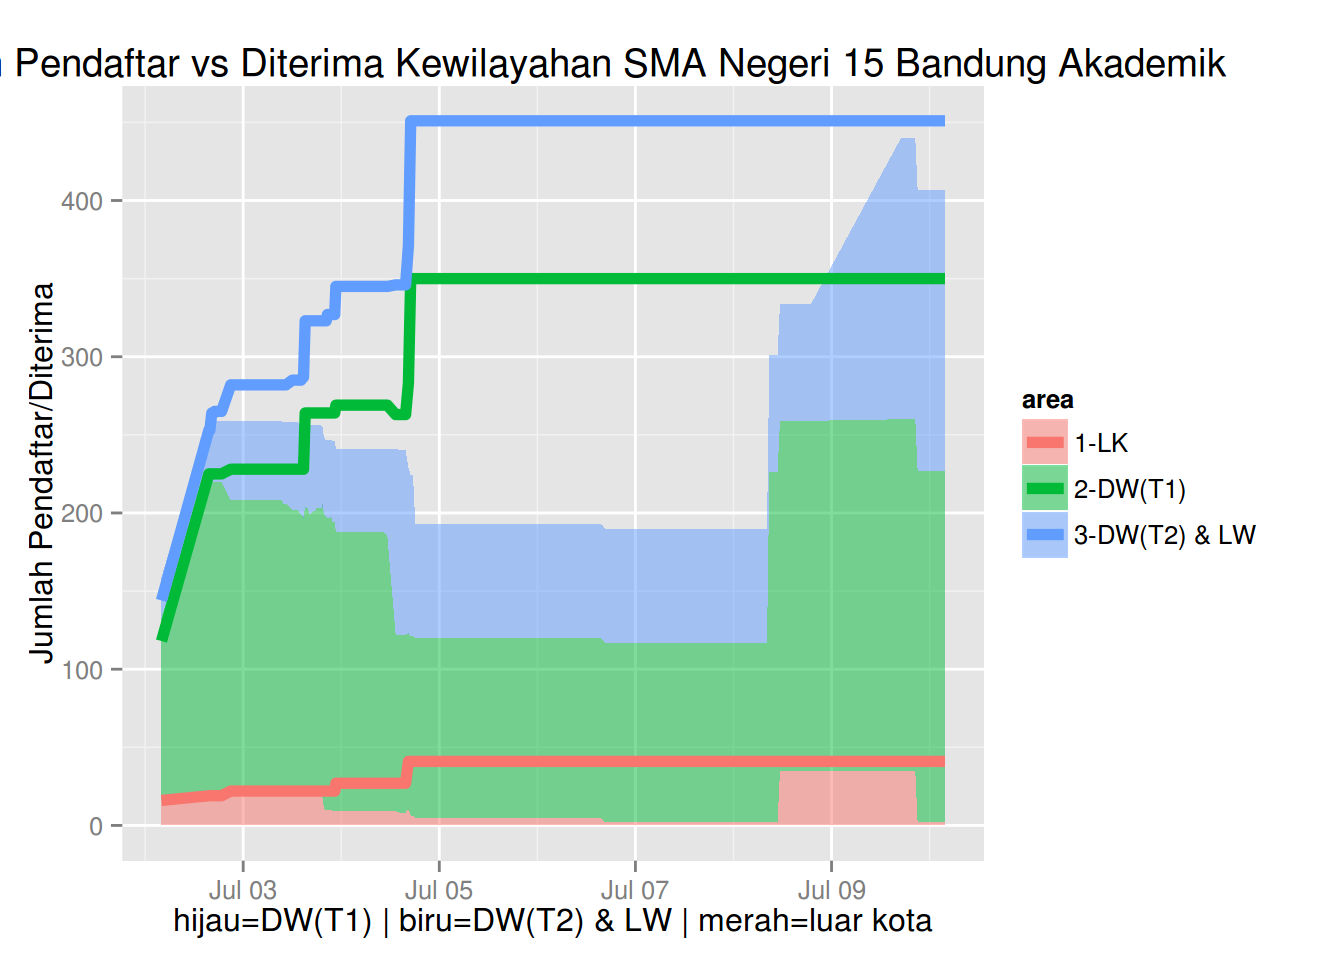 Pendaftar vs Diterima Kewilayahan SMA Negeri 15 Bandung Akademik
Jumlah Pendaftar/Diterima
400
300
200
100
0
Jul 03
Jul 05
Jul 07
Jul 09
hijau=DW(T1) | biru=DW(T2) & LW | merah=luar kota
area
1-LK
2-DW(T1)
3-DW(T2) & LW